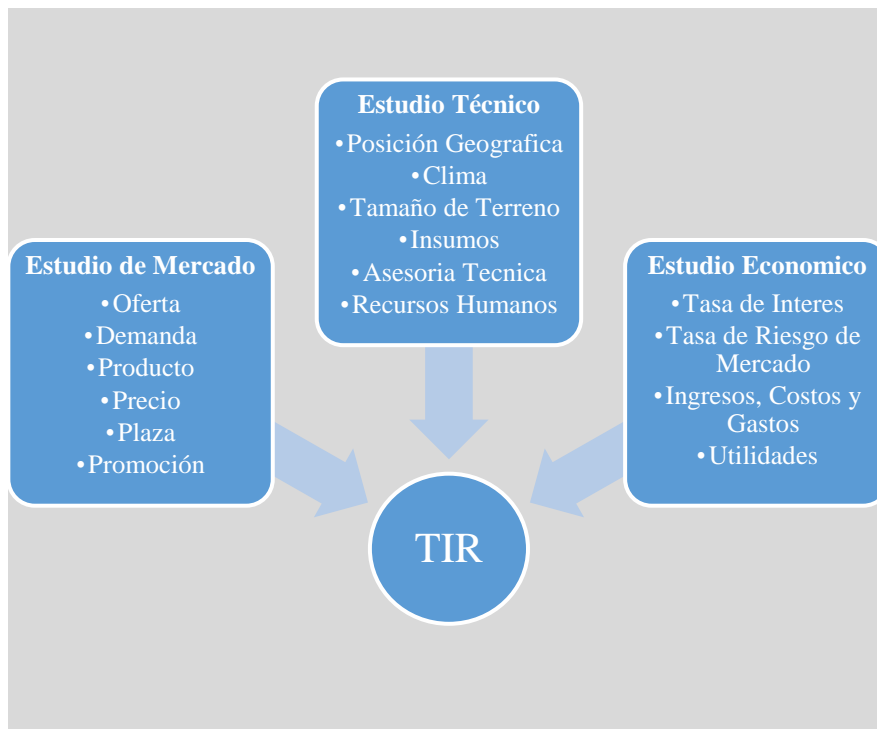 Estudio Técnico
•Posición Geografica
•Clima
•Tamaño de Terreno
•Insumos
•Asesoria Tecnica
•Recursos Humanos
Estudio de Mercado
•Oferta
•Demanda
•Producto
•Precio
•Plaza
•Promoción
Estudio Economico
•Tasa de Interes
•Tasa de Riesgo de
Mercado
•Ingresos, Costos y
Gastos
•Utilidades
TIR